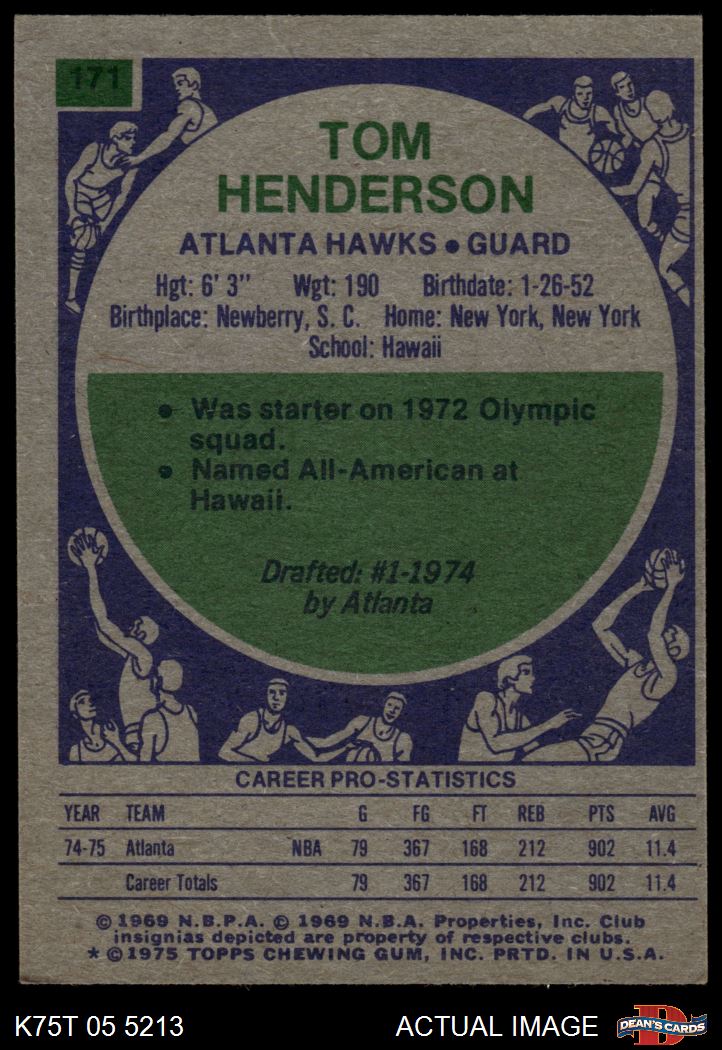 171
TOM
HENDERSON
ATLANTA HAWKS • GUARD
Hgt: 6' 3" Wgt: 190 Birthdate: 1-26-52
Birthplace: Newberry, S. C. Home: New York, New York
School: Hawaii
• Was starter on 1972 Olympic
squad.
• Named All-American at
Hawaii.
Drafted: #1-1974
by Atlanta
CAREER PRO-STATISTICS
YEAR TEAM G FG FT REB PTS AVG
74-75 Atlanta NBA 79 367 168 212 902 11.4
Career Totals 79 367 168 212 902 11.4
© 1969 N.B.P.A. © 1969 N.B.A. Properties, Inc. Club
insignias depicted are property of respective clubs.
* © 1975 TOPPS CHEWING GUM, INC. PRTD. IN U.S.A.
K75T 05 5213 ACTUAL IMAGE D DEAN'S CARDS